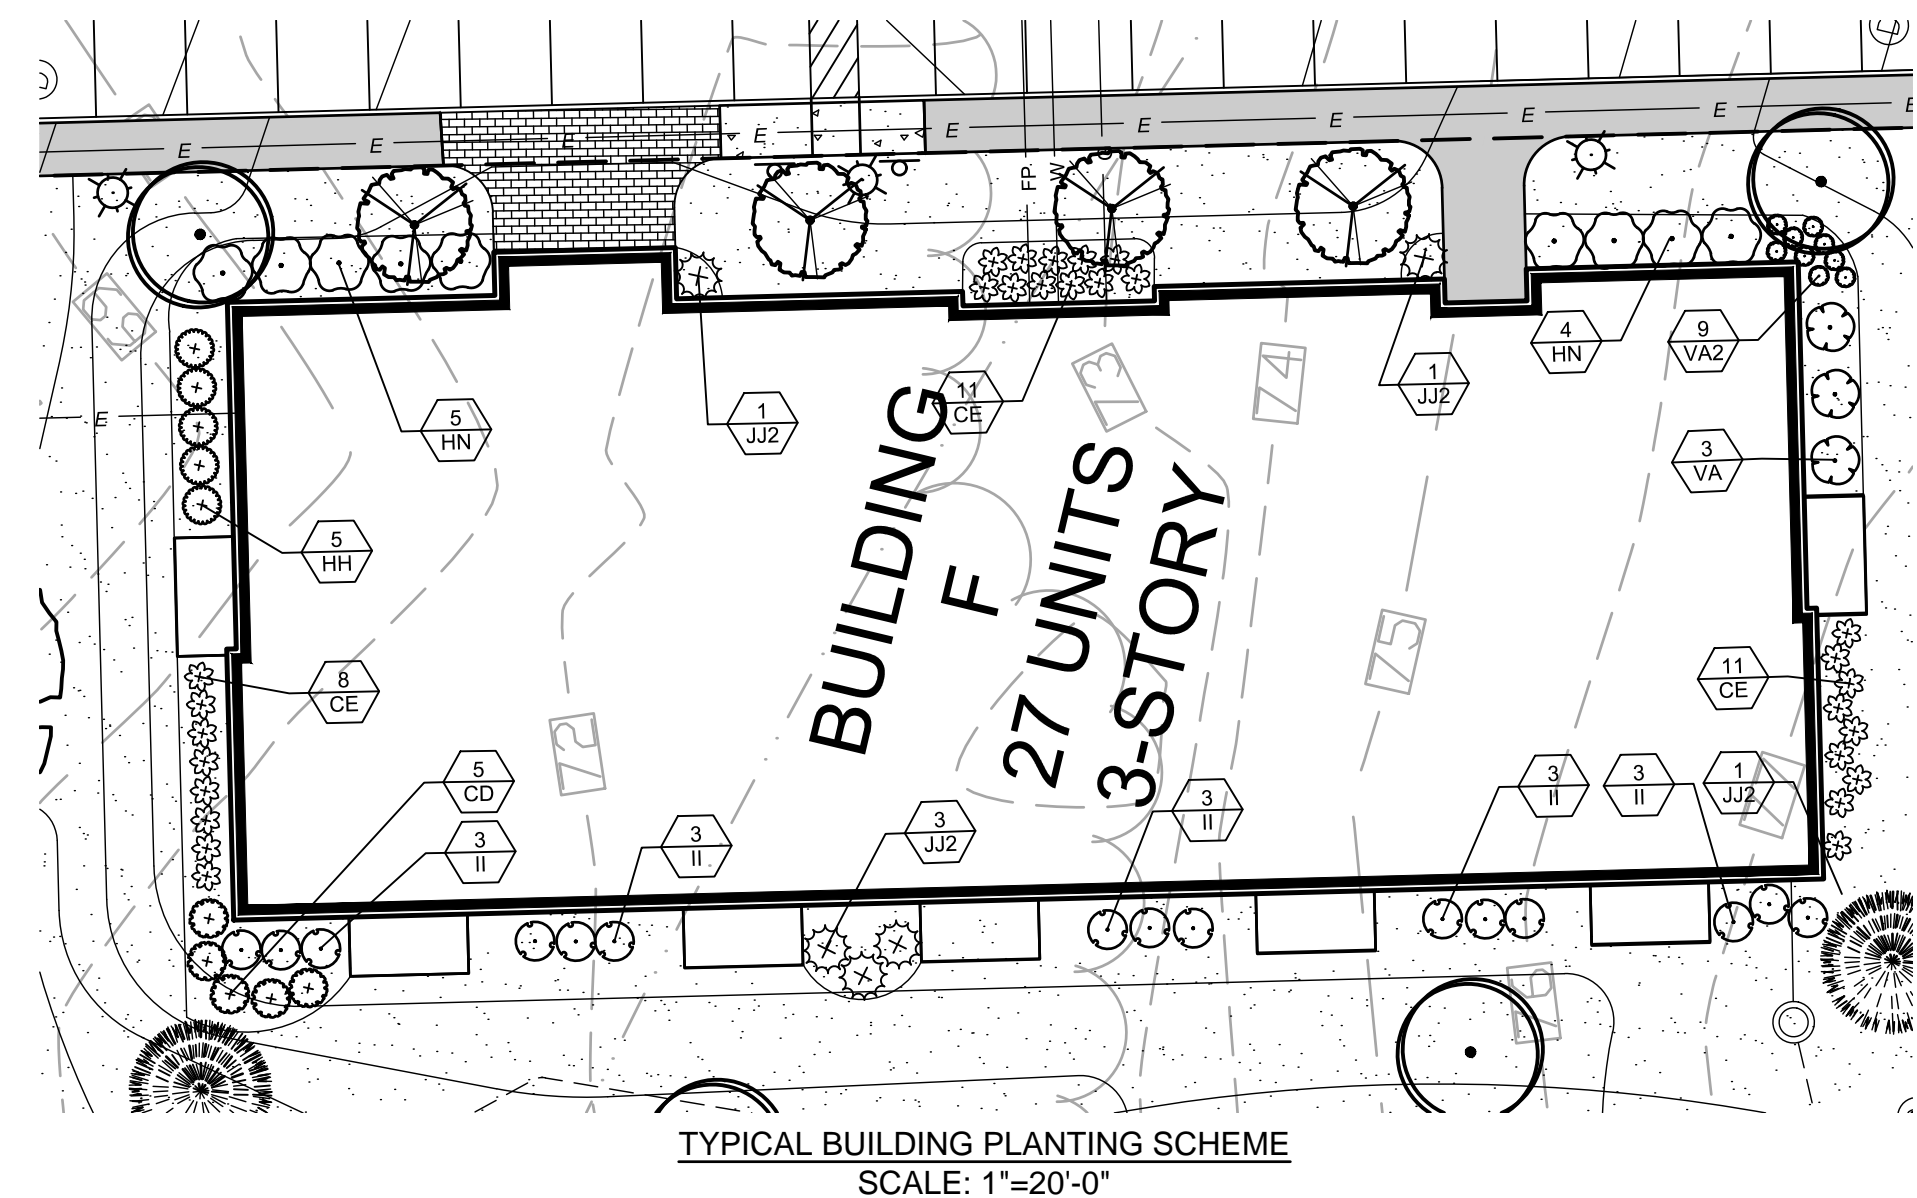 E
E
E
E
E
E
E
E
E
E
FP
W
4
HN
9
VA2
1
JJ2
11
CE
5
HN
1
JJ2
73
74
E
3
VA
5
HH
BUILDING
F
27 UNITS
3-STORY
75
8
CE
11
CE
72
5
CD
3
II
3
II
3
JJ2
3
II
3
II
3
II
1
JJ2
76
TYPICAL BUILDING PLANTING SCHEME
SCALE: 1"=20'-0"